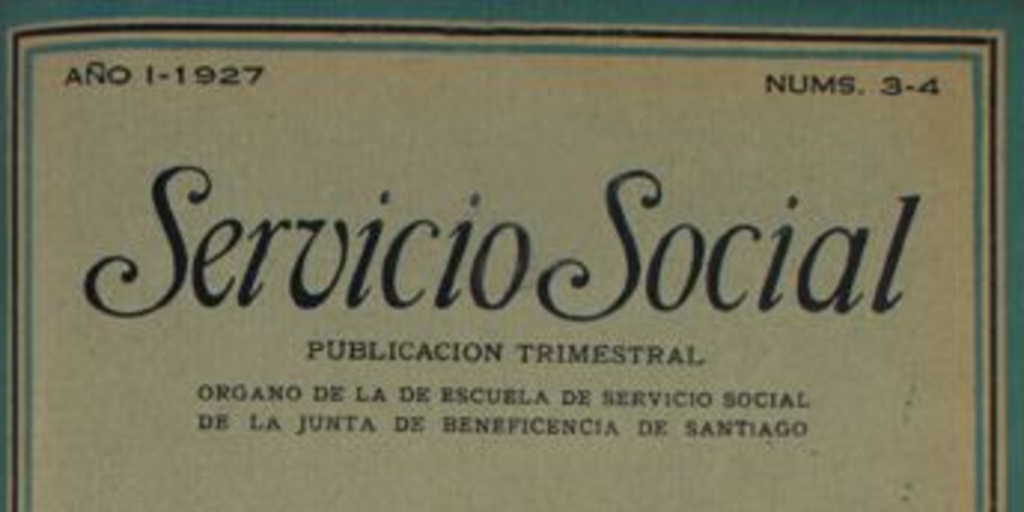 AÑO I-1927
NUMS. 3-4
Servicio Social
PUBLICACION TRIMESTRAL
ORGANO DE LA DE ESCUELA DE SERVICIO SOCIAL
DE LA JUNTA DE BENEFICENCIA DE SANTIAGO